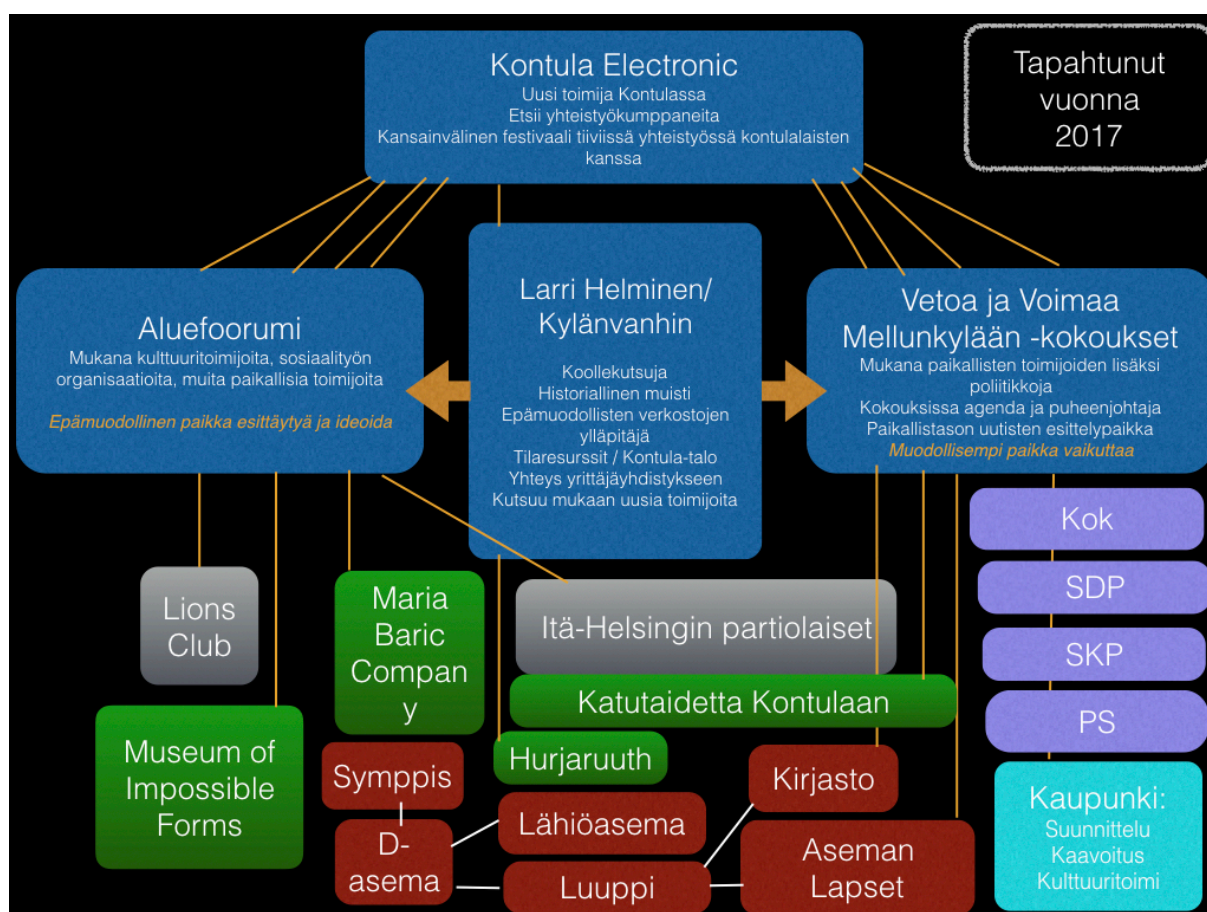 Kontula Electronic
Uusi toimija Kontulassa
Etsii yhteistyökumppaneita
Kansainvälinen festivaali tiiviissä yhteistyössä kontulalaisten
kanssa
Tapahtunut
vuonna
2017
Aluefoorumi
Mukana kulttuuritoimijoita, sosiaalityön
organisaatioita, muita paikallisia toimijoita
Epämuodollinen paikka esittäytyä ja ideoida
Larri Helminen/
Kylänvanhin
Koollekutsuja
Historiallinen muisti
Epämuodollisten verkostojen
ylläpitäjä
Tilaresurssit / Kontula-talo
Yhteys yrittäjäyhdistykseen
Kutsuu mukaan uusia toimijoita
Vetoa ja Voimaa
Mellunkylään -kokoukset
Mukana paikallisten toimijoiden lisäksi
poliitikkoja
Kokouksissa agenda ja puheenjohtaja
Paikallistason uutisten esittelypaikka
Muodollisempi paikka vaikuttaa
Lions
Club
Maria
Baric
Compan
y
Itä-Helsingin partiolaiset
Katutaidetta Kontulaan
Museum of
Impossible
Forms
Hurjaruuth
Symppis
D-
asema
Lähiöasema
Luuppi
Kirjasto
Aseman
Lapset
Kok
SDP
SKP
PS
Kaupunki:
Suunnittelu
Kaavoitus
Kulttuuritoimi